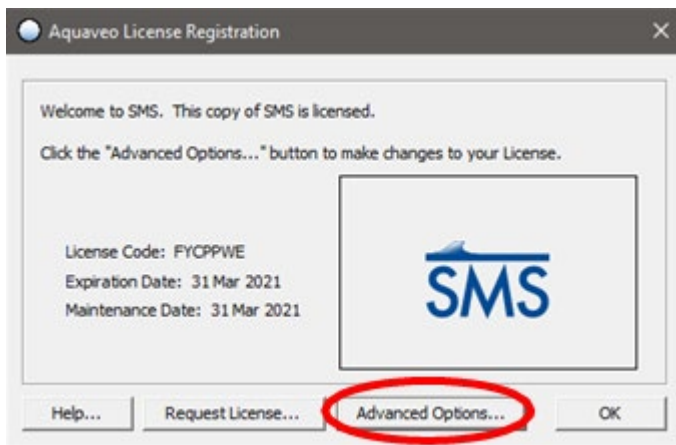 Aquaveo License Registration
Welcome to SMS. This copy of SMS is licensed.
Click the "Advanced Options..." button to make changes to your License.
License Code: FYCPPWE
Expiration Date: 31 Mar 2021
Maintenance Date: 31 Mar 2021
SMS
Help...
Request License...
Advanced Options...
OK